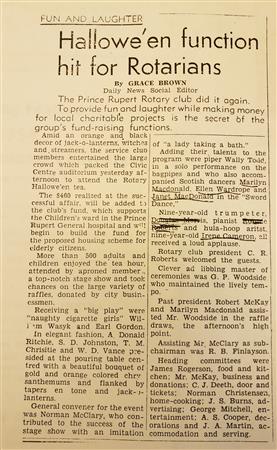 FUN AND LAUGHTER
Hallowe'en function
hit for Rotarians
By GRACE BROWN
Daily News Social Editor
The Prince Rupert Rotary club did it again.
To provide fun and laughter while making money
for local charitable projects is the secret of the
group's fund-raising functions.
Amid an orange and black
decor of jack-o-lanterns, witches
and streamers, the service club
members entertained the large
crowd which packed the Civic
Centre auditorium yesterday af-
ternoon to attend the Rotary
Hallowe'en tea.
The $460 realised at the suc-
cessful affair, will be added to
the club's fund, which supports
the Children's ward in the Prince
Rupert General hospital and will
begin to build the fund for
the proposed housing scheme for
elderly citizens.
More than 500 adults and
children enjoyed the tea hour,
attended by aproned members,
a top-notch stage show and took
chances on the large variety of
raffles, donated by city busi-
nessmen.
Receiving a "big play" were
"naughty cigarette girls" Wil-
Wasyk and Earl Gordon.
In elegant fashion, A. Donald
Ritchie, S. D. Johnston, T. M.
Christie and W. D. Vance pre-
sided at the pouring table cen-
tred with a beautiful bouquet of
gold and orange colored chry-
santhemums and flanked by
tapers en tone and jack-o-
lanterns.
General convener for the event
was Norman McClary, who con-
tributed to the success of the
stage show with an imitation
of "a lady taking a bath."
Adding their talents to the
program were piper Wally Todd,
in a solo performance on the
bagpipes and who also accom-
panied Scottish dancers Marilyn
Macdonald, Ellen Wardrope and
Janet MacDonald in the "Sword
Dance."
Nine-year-old trumpeter,
pianist
Roberts and hula-hoop artist,
nine-year-old Irene Cameron, all
received a loud applause.
Rotary club president C. R.
Roberts welcomed the guests.
Clever ad libbing master of
ceremonies was G. P. Woodside
who maintained the lively tem-
po.
Past president Robert McKay
and Marilyn Macdonald assist-
ed Mr. Woodside in the raffle
draws, the afternoon's high
point.
Assisting Mr. McClary as sub-
chairman was R. B. Finlayson.
Heading committees were
James Rogerson, food and kit-
chen; Mr. McKay, business and
donations; C. J. Deeth, door and
tickets; Norman Christensen,
home-cooking; J. S. Burns, ad-
vertising; George Mitchell, en-
tertainment; A. S. Cooper, dec-
orations and J. A. Martin, ac-
commodation and serving.